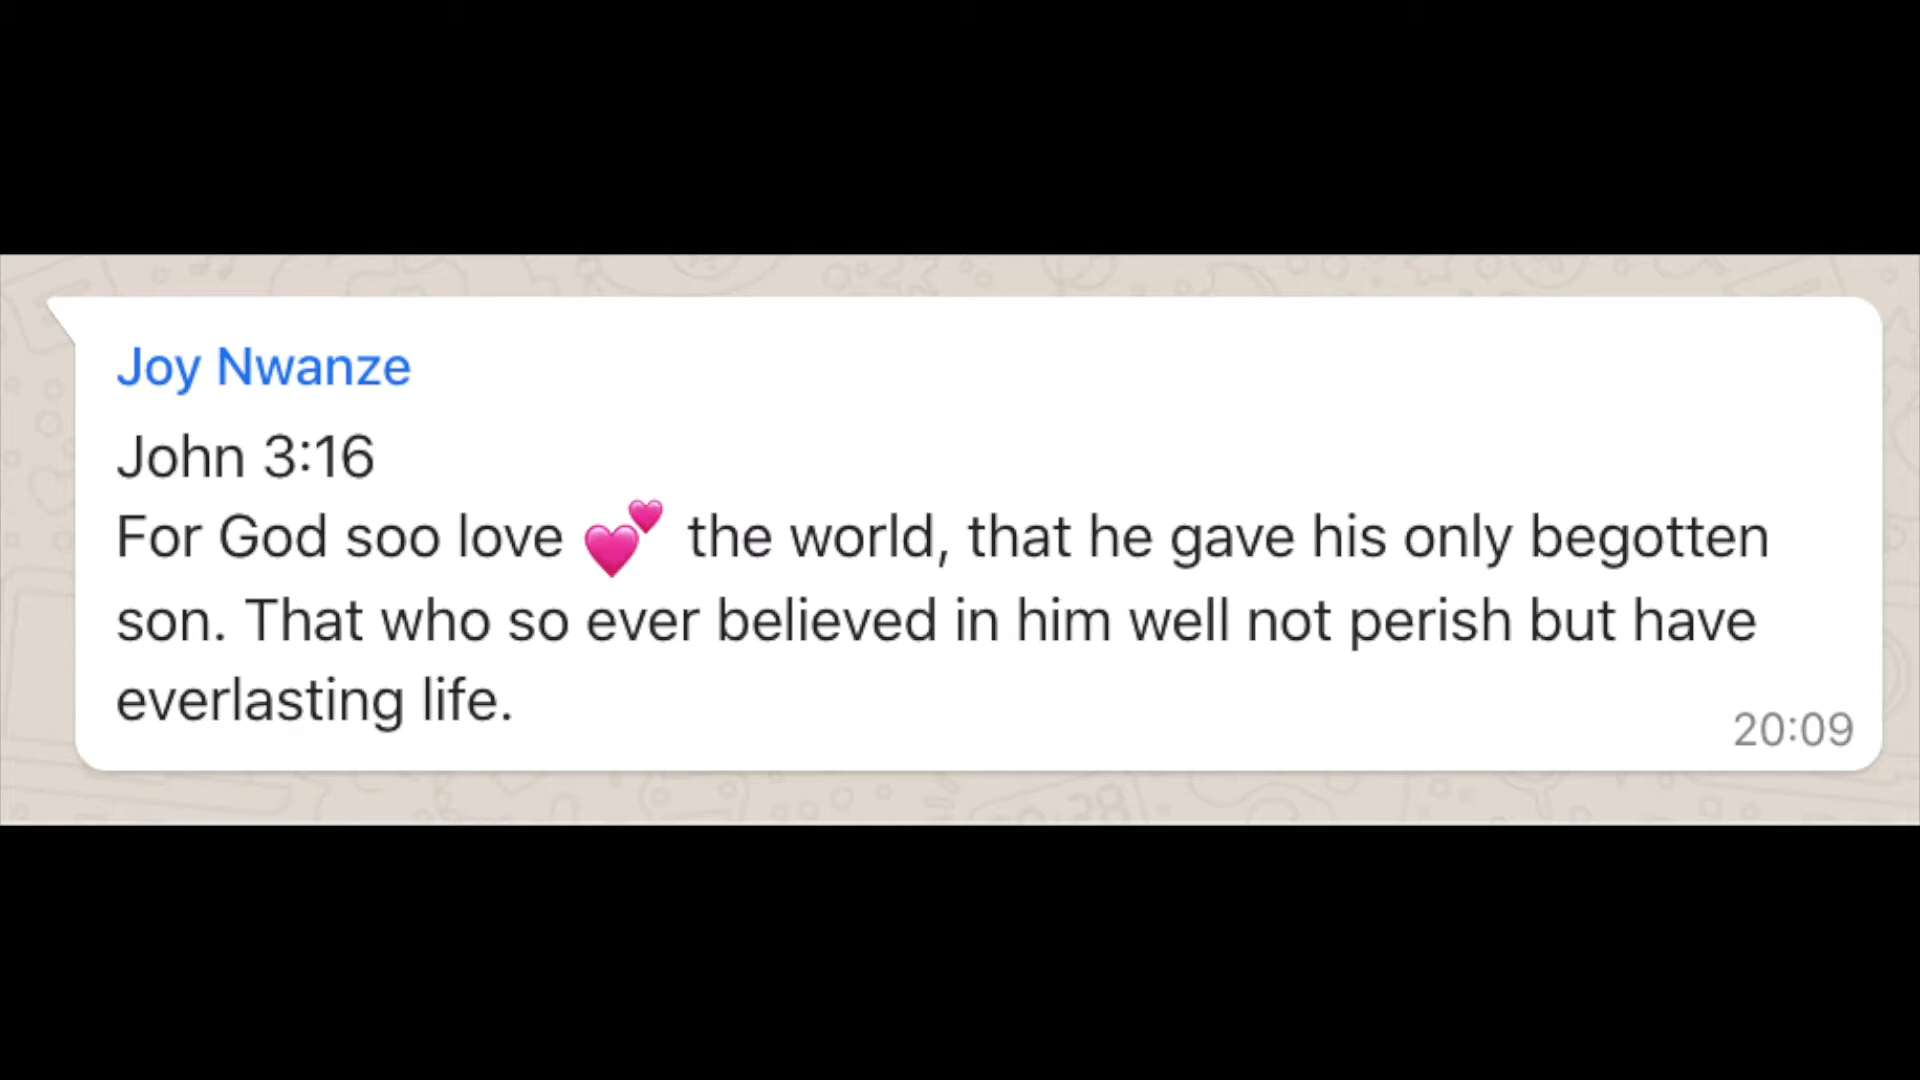 Joy Nwanze
John 3:16
For God soo love 💕 the world, that he gave his only begotten
son. That who so ever believed in him well not perish but have
everlasting life.
20:09